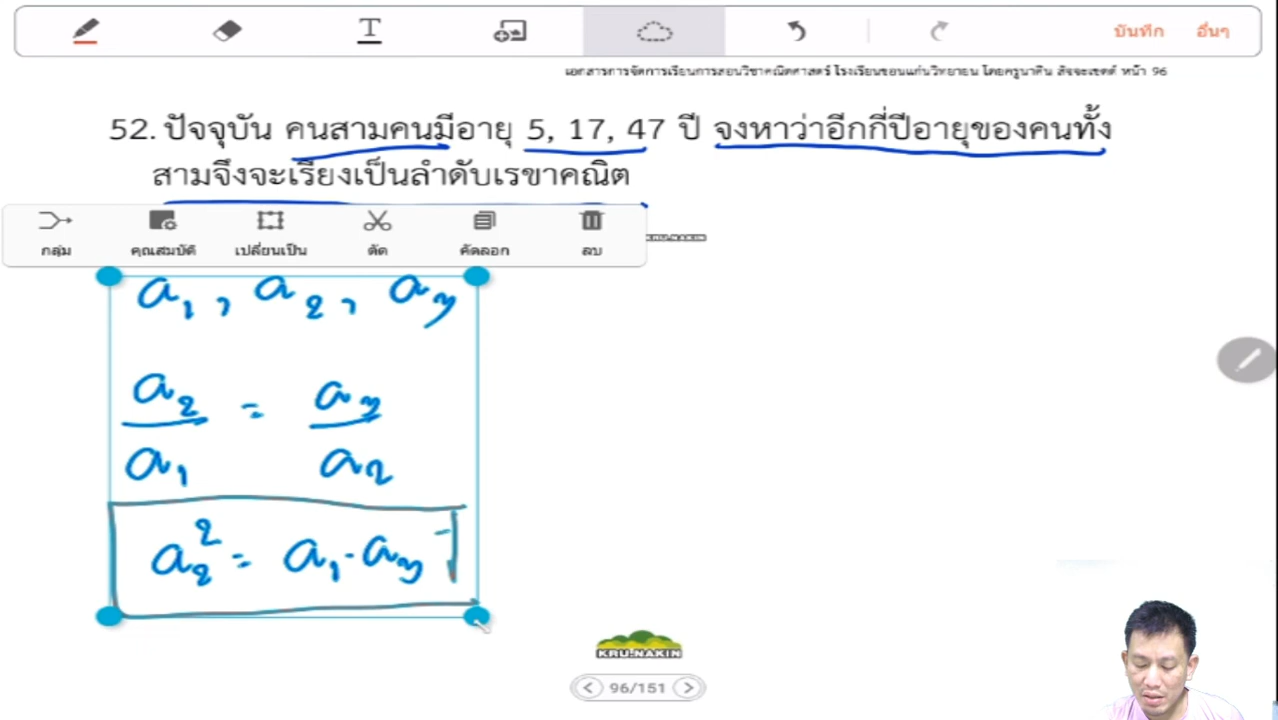 T
บันทึก อื่นๆ
เอกสารการจัดการเรียนการสอนวิชาคณิตศาสตร์ โรงเรียนขอนแก่นวิทยายน โดยครูนาคิน สัจจะเขตต์ หน้า 96
52. ปัจจุบัน คนสามคนมีอายุ 5, 17, 47 ปี จงหาว่าอีกกี่ปีอายุของคนทั้ง
สามจึงจะเรียงเป็นลำดับเรขาคณิต
กลุ่ม คุณสมบัติ เปลี่ยนเป็น ตัด คัดลอก ลบ
KRU.NAKIN
a₁, a₂, a₃
a₂ = a₃
a₁ a₂
a₂² = a₁·a₃
KRU.NAKIN
96/151